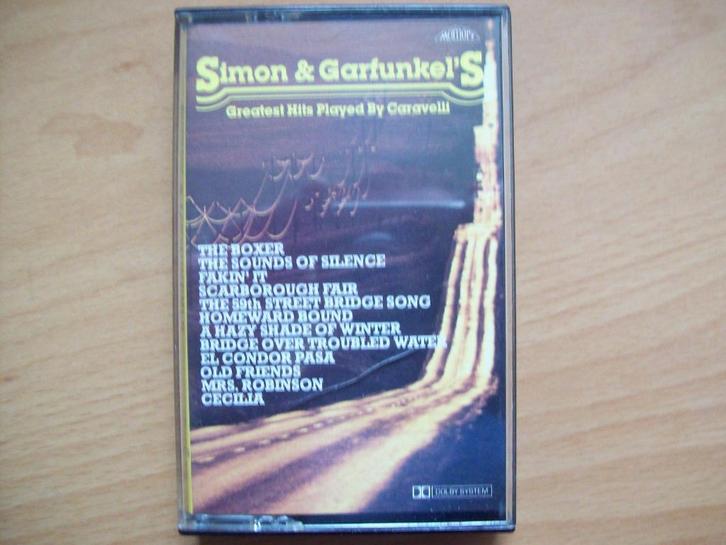 Simon & Garfunkel'S
Greatest Hits Played By Caravelli
THE BOXER
THE SOUNDS OF SILENCE
FAKIN' IT
SCARBOROUGH FAIR
THE 59th STREET BRIDGE SONG
HOMEWARD BOUND
A HAZY SHADE OF WINTER
BRIDGE OVER TROUBLED WATER
EL CONDOR PASA
OLD FRIENDS
MRS. ROBINSON
CECILIA
DOLBY SYSTEM